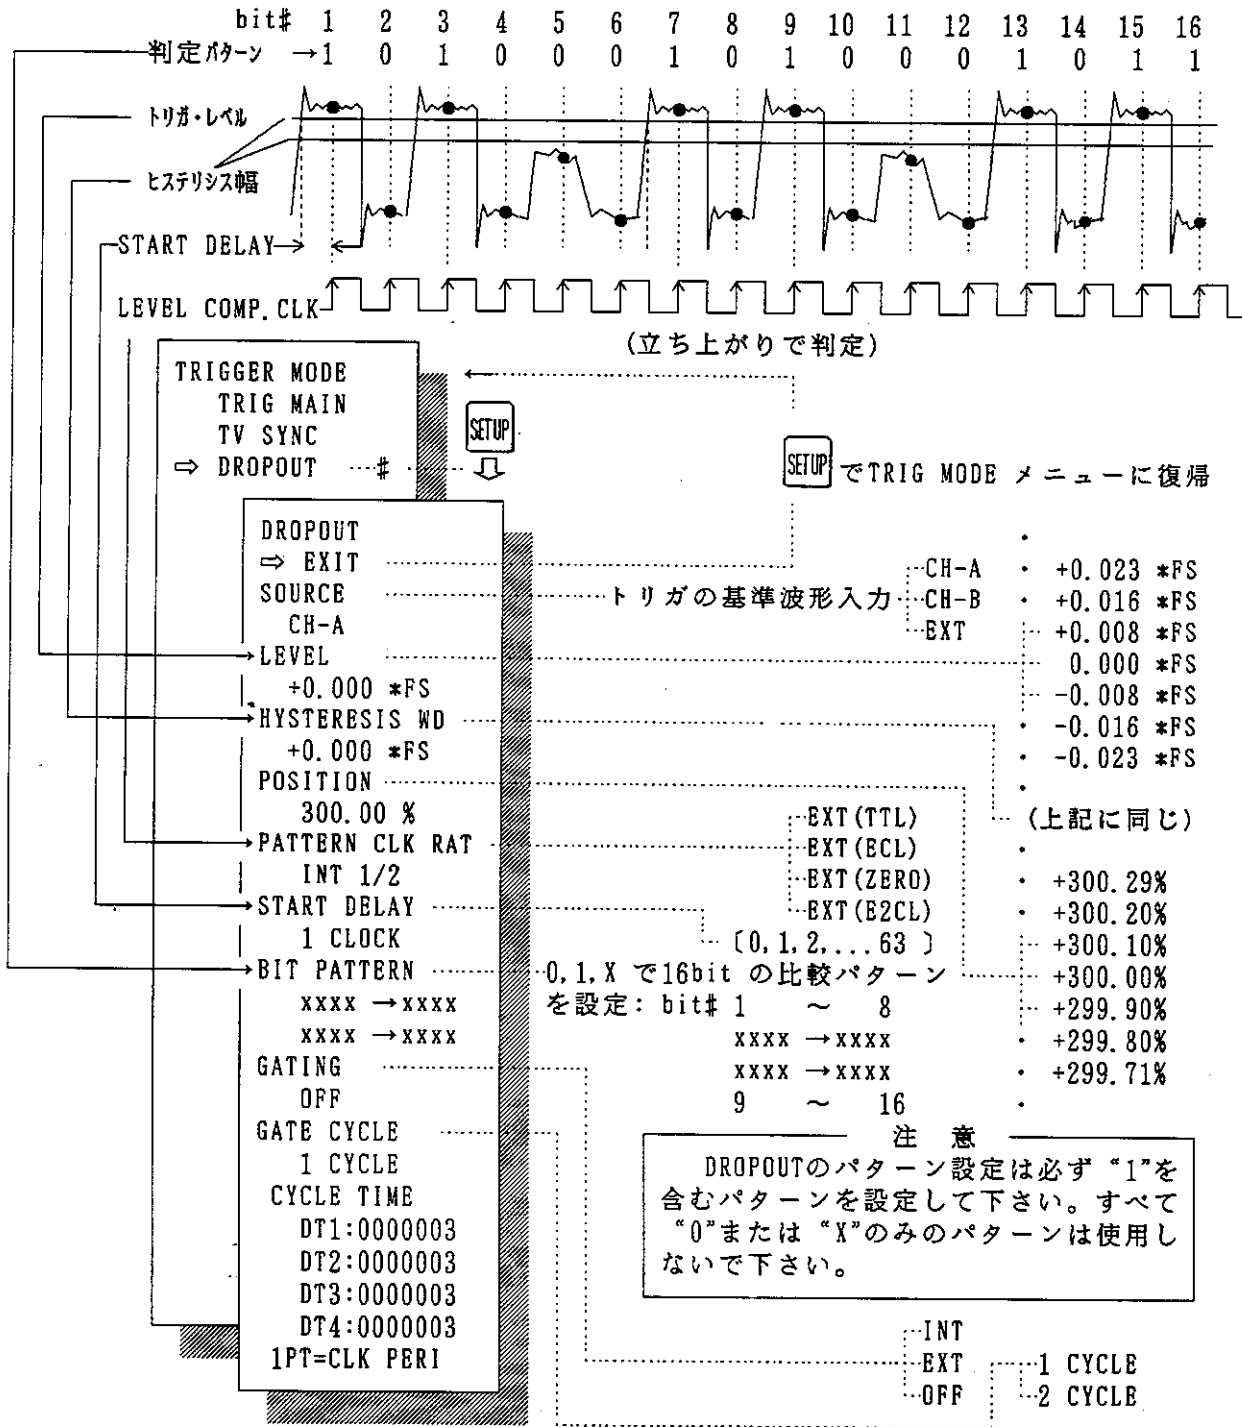 bit# 1 2 3 4 5 6 7 8 9 10 11 12 13 14 15 16
判定パターン →1 0 1 0 0 0 1 0 1 0 0 0 1 0 1 1
トリガ・レベル
ヒステリシス幅
START DELAY
LEVEL COMP. CLK
(立ち上がりで判定)
TRIGGER MODE
TRIG MAIN
TV SYNC
⇨ DROPOUT #
SETUP
SETUP でTRIG MODE メニューに復帰
DROPOUT
⇨ EXIT
SOURCE トリガの基準波形入力
CH-A
CH-A
CH-B
EXT
LEVEL
+0.000 *FS
+0.023 *FS
+0.016 *FS
+0.008 *FS
0.000 *FS
-0.008 *FS
-0.016 *FS
-0.023 *FS
HYSTERESIS WD
+0.000 *FS
(上記に同じ)
POSITION
300.00 %
+300.29%
+300.20%
+300.10%
+300.00%
+299.90%
+299.80%
+299.71%
PATTERN CLK RAT
INT 1/2
EXT(TTL)
EXT(ECL)
EXT(ZERO)
EXT(E2CL)
START DELAY
1 CLOCK
〔0,1,2,...63 〕
BIT PATTERN
xxxx →xxxx
xxxx →xxxx
0,1,X で16bit の比較パターン
を設定: bit# 1 ～ 8
xxxx →xxxx
xxxx →xxxx
9 ～ 16
GATING
OFF
GATE CYCLE
1 CYCLE
CYCLE TIME
DT1:0000003
DT2:0000003
DT3:0000003
DT4:0000003
1PT=CLK PERI
注 意
DROPOUTのパターン設定は必ず “1”を
含むパターンを設定して下さい。すべて
“0”または “X”のみのパターンは使用し
ないで下さい。
INT
EXT
OFF
1 CYCLE
2 CYCLE